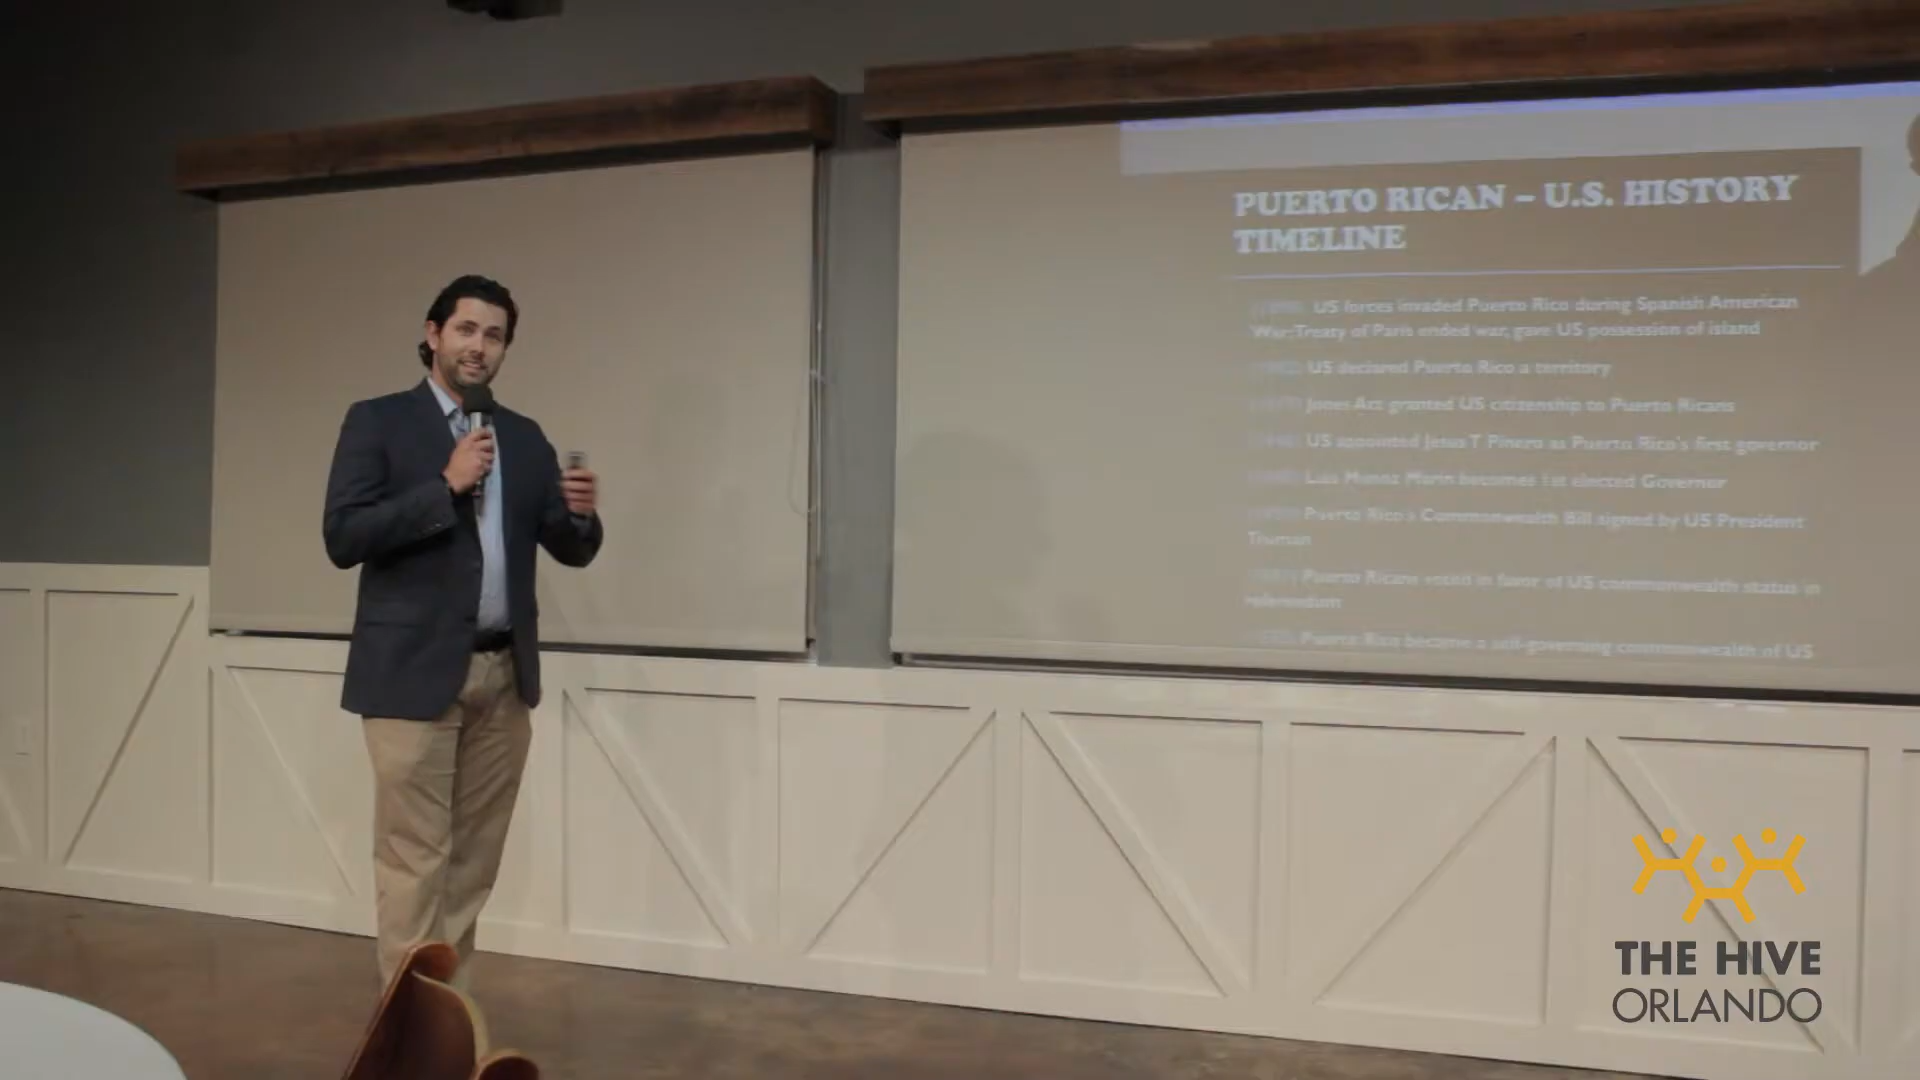 PUERTO RICAN – U.S. HISTORY
TIMELINE
US forces invaded Puerto Rico during Spanish American
War; Treaty of Paris ended war, gave US possession of island
US declared Puerto Rico a territory
Jones Act granted US citizenship to Puerto Ricans
US appointed Jesus T Pinero as Puerto Rico's first governor
Luis Munoz Marin becomes 1st elected Governor
Puerto Rico's Commonwealth Bill signed by US President
Truman
Puerto Ricans voted in favor of US commonwealth status in
referendum
Puerto Rico became a self-governing commonwealth of US
THE HIVE
ORLANDO